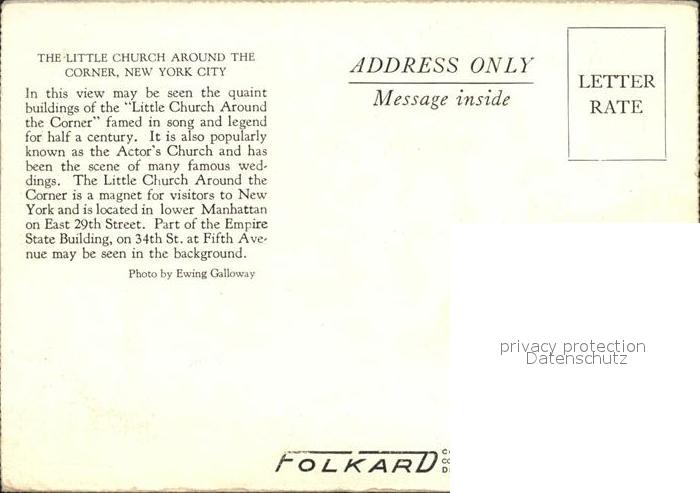 THE LITTLE CHURCH AROUND THE
CORNER, NEW YORK CITY
In this view may be seen the quaint
buildings of the "Little Church Around
the Corner" famed in song and legend
for half a century. It is also popularly
known as the Actor's Church and has
been the scene of many famous wed-
dings. The Little Church Around the
Corner is a magnet for visitors to New
York and is located in lower Manhattan
on East 29th Street. Part of the Empire
State Building, on 34th St. at Fifth Ave-
nue may be seen in the background.
Photo by Ewing Galloway
ADDRESS ONLY
Message inside
LETTER
RATE
privacy protection
Datenschutz
FOLKARD